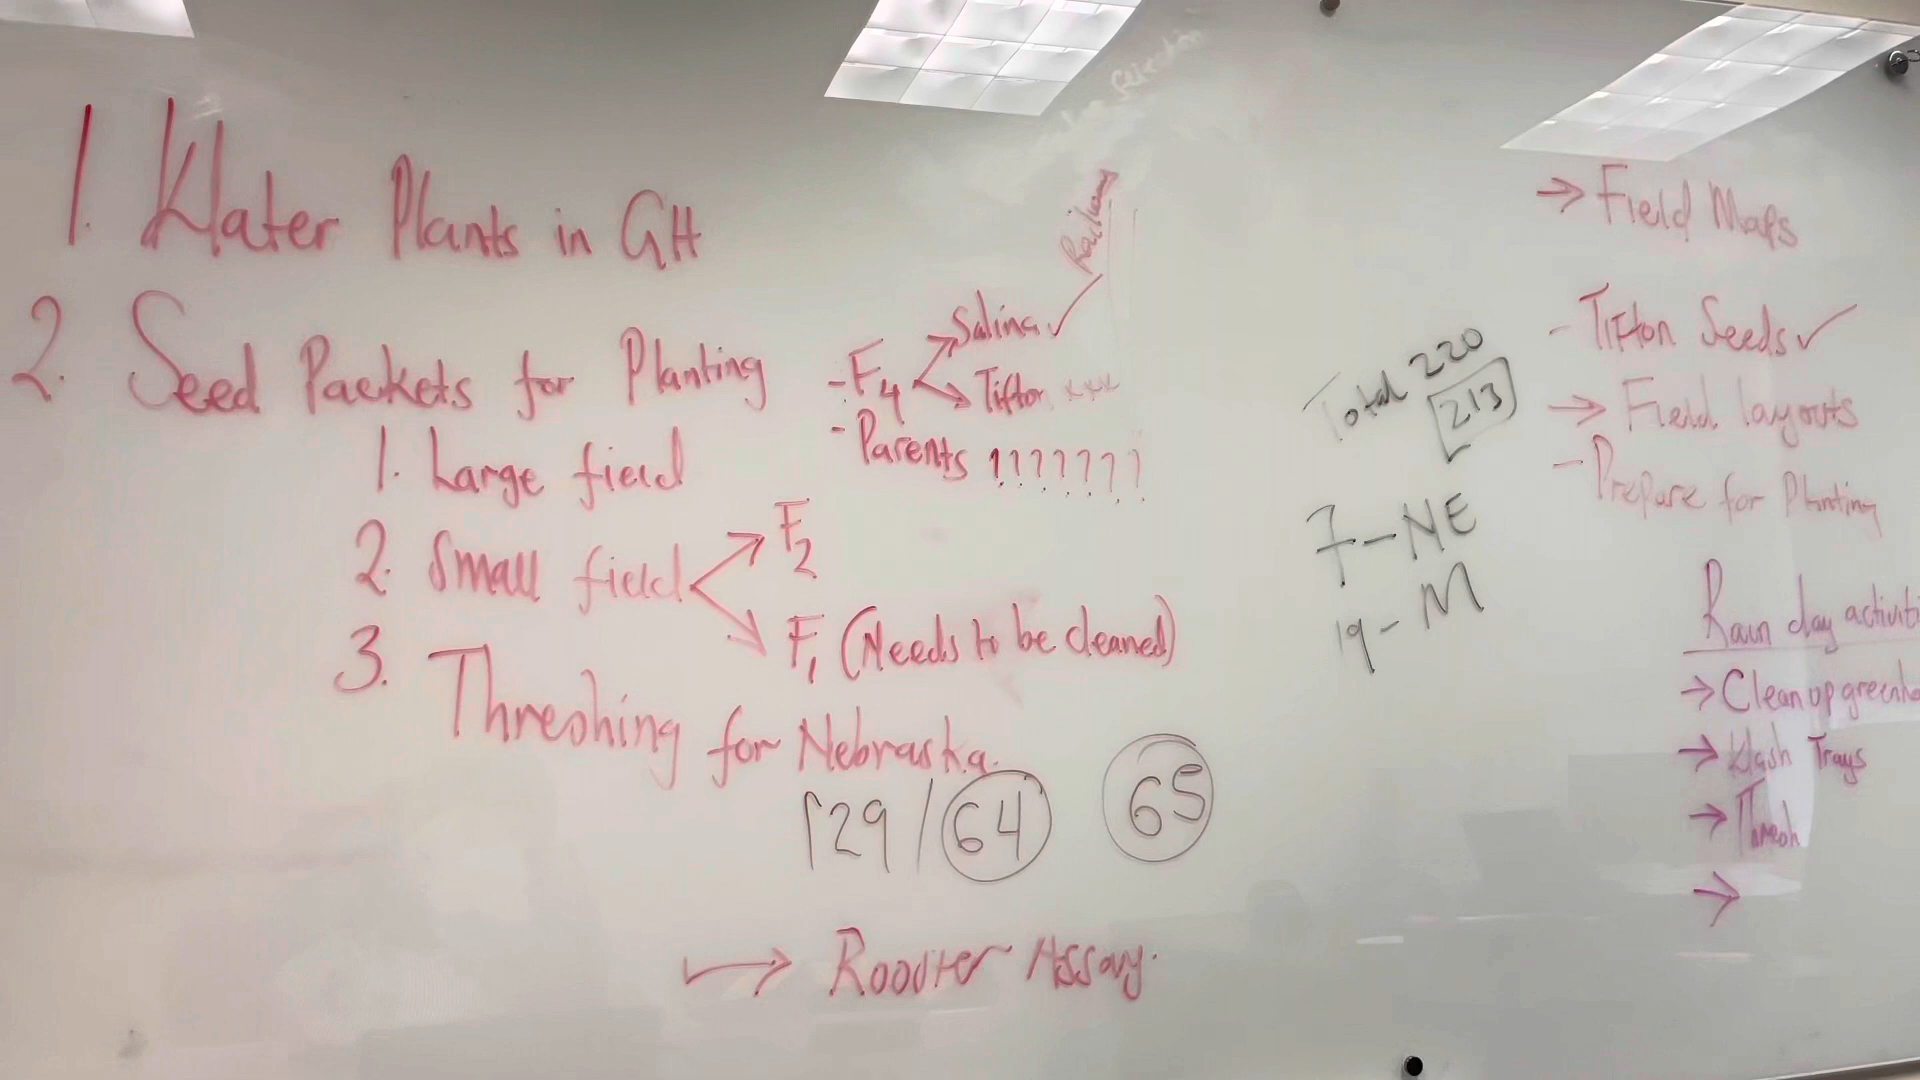 1. Water Plants in GH
2. Seed Packets for Planting
- F4 → Salina ✓
→ Tifton xxx
- Parents ???????
1. Large field
2. Small field → F2
→ F1 (Needs to be cleaned)
3. Threshing for Nebraska.
129 / 64 65
→ Assay.
Total 220
213
7 - NE
19 - M
→ Field Maps
- Tifton Seeds ✓
→ Field layouts
- Prepare for Planting
Rain day activiti
→ Clean up greenho
→ Wash Trays
→ Thresh
→